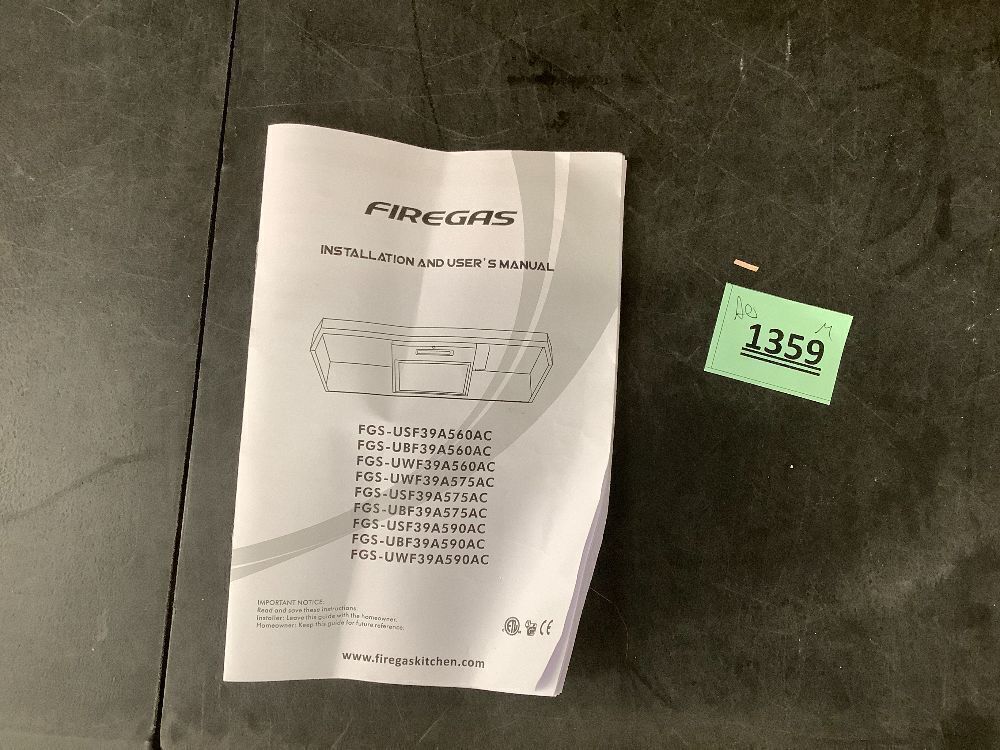 FIREGAS
INSTALLATION AND USER'S MANUAL
FGS-USF39A560AC
FGS-UBF39A560AC
FGS-UWF39A560AC
FGS-UWF39A575AC
FGS-USF39A575AC
FGS-UBF39A575AC
FGS-USF39A590AC
FGS-UBF39A590AC
FGS-UWF39A590AC
IMPORTANT NOTICE:
Read and save these instructions.
Installer: Leave this guide with the homeowner.
Homeowner: Keep this guide for future reference.
ETL CE
www.firegaskitchen.com
M
1359